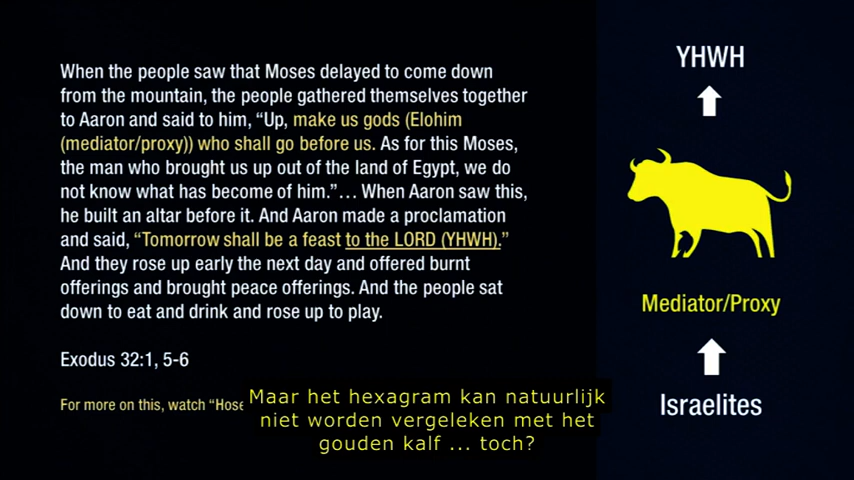 When the people saw that Moses delayed to come down
from the mountain, the people gathered themselves together
to Aaron and said to him, “Up, make us gods (Elohim
(mediator/proxy)) who shall go before us. As for this Moses,
the man who brought us up out of the land of Egypt, we do
not know what has become of him.”… When Aaron saw this,
he built an altar before it. And Aaron made a proclamation
and said, “Tomorrow shall be a feast to the LORD (YHWH).”
And they rose up early the next day and offered burnt
offerings and brought peace offerings. And the people sat
down to eat and drink and rose up to play.
Exodus 32:1, 5-6
For more on this, watch “Hose
YHWH
Mediator/Proxy
Israelites
Maar het hexagram kan natuurlijk
niet worden vergeleken met het
gouden kalf ... toch?